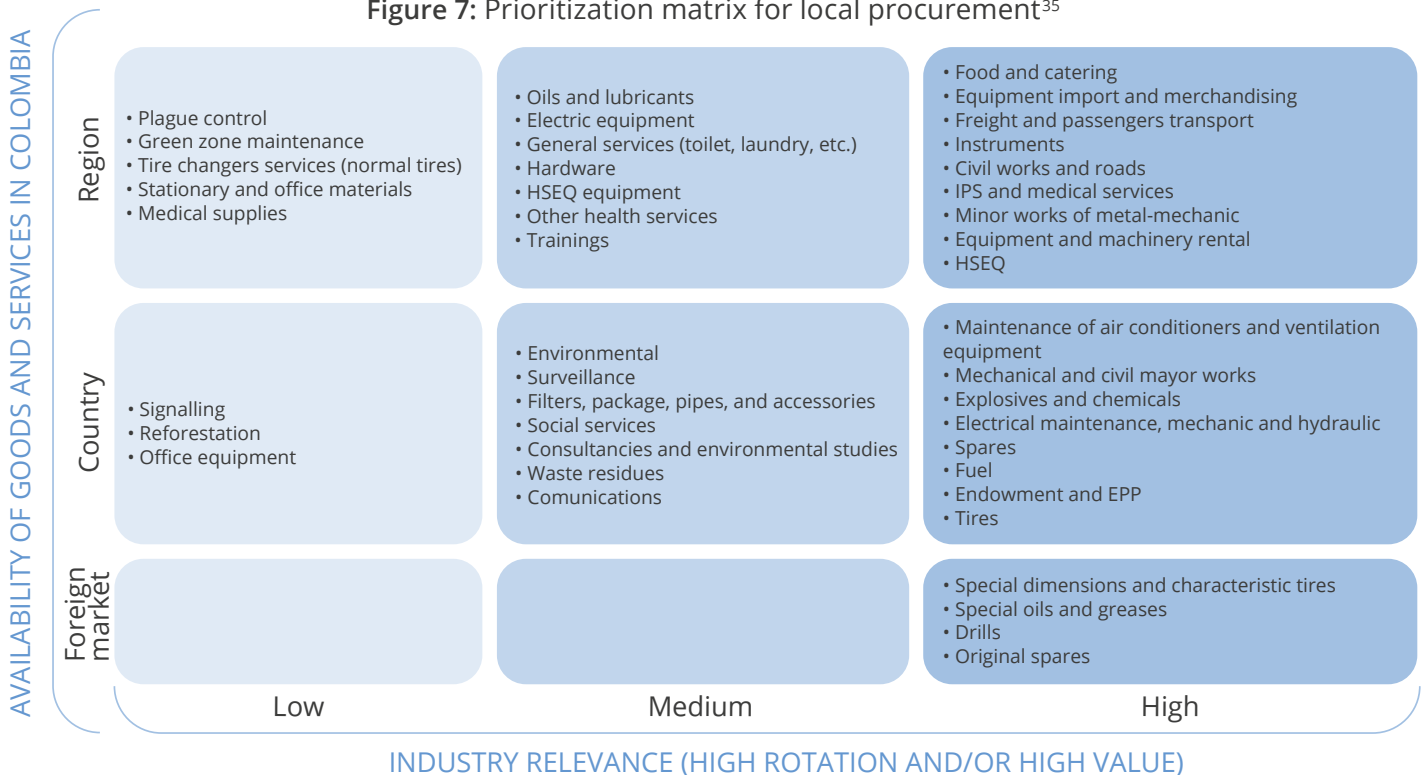 Figure 7: Prioritization matrix for local procurement35
AVAILABILITY OF GOODS AND SERVICES IN COLOMBIA
Region
• Plague control
• Green zone maintenance
• Tire changers services (normal tires)
• Stationary and office materials
• Medical supplies
• Oils and lubricants
• Electric equipment
• General services (toilet, laundry, etc.)
• Hardware
• HSEQ equipment
• Other health services
• Trainings
• Food and catering
• Equipment import and merchandising
• Freight and passengers transport
• Instruments
• Civil works and roads
• IPS and medical services
• Minor works of metal-mechanic
• Equipment and machinery rental
• HSEQ
Country
• Signalling
• Reforestation
• Office equipment
• Environmental
• Surveillance
• Filters, package, pipes, and accessories
• Social services
• Consultancies and environmental studies
• Waste residues
• Comunications
• Maintenance of air conditioners and ventilation
equipment
• Mechanical and civil mayor works
• Explosives and chemicals
• Electrical maintenance, mechanic and hydraulic
• Spares
• Fuel
• Endowment and EPP
• Tires
Foreign
market
• Special dimensions and characteristic tires
• Special oils and greases
• Drills
• Original spares
Low
Medium
High
INDUSTRY RELEVANCE (HIGH ROTATION AND/OR HIGH VALUE)